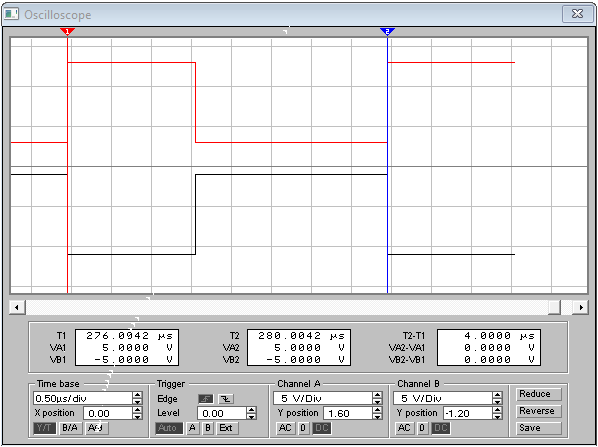 Oscilloscope
1 2
T1 276.0942 µs T2 280.0042 µs T2-T1 4.0000 µs
VA1 5.0000 V VA2 5.0000 V VA2-VA1 0.0000 V
VB1 -5.0000 V VB2 -5.0000 V VB2-VB1 0.0000 V
Time base Trigger Channel A Channel B
0.50µs/div Edge 5 V/Div 5 V/Div Reduce
X position 0.00 Level 0.00 Y position 1.60 Y position -1.20 Reverse
Y/T B/A A/B Auto A B Ext AC 0 DC AC 0 DC Save